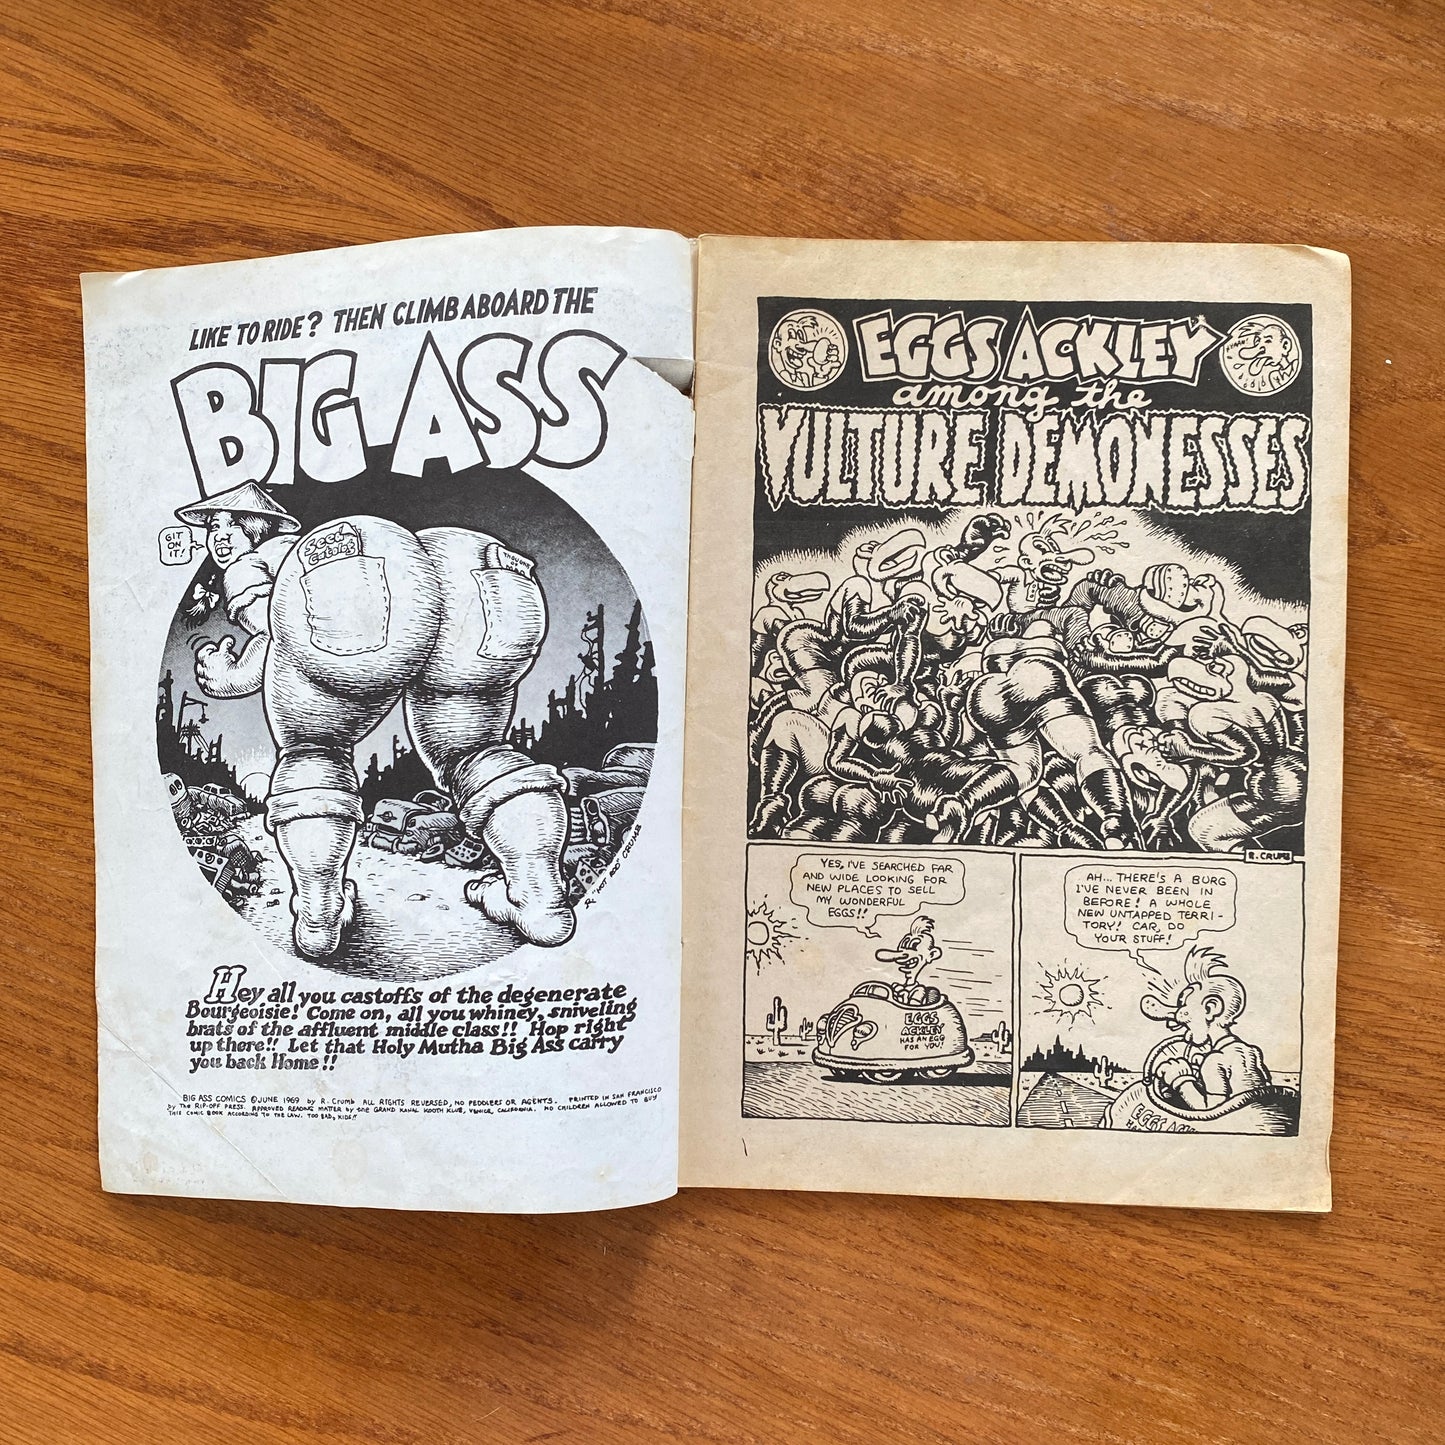 LIKE TO RIDE? THEN CLIMB ABOARD THE
BIG ASS
GIT
ON
IT!
Seed
Catalog
THOUGHTS
OF
R. "HOT ROD" CRUMB
Hey all you castoffs of the degenerate
Bourgeoisie! Come on, all you whiney, sniveling
brats of the affluent middle class!! Hop right
up there!! Let that Holy Mutha Big Ass carry
you back Home!!
BIG ASS COMICS © JUNE 1969 by R. Crumb ALL RIGHTS REVERSED, NO PEDDLERS OR AGENTS. PRINTED IN SAN FRANCISCO
by The RIP-OFF PRESS. APPROVED READING MATTER by the GRAND KANAL KOOTH KLUB, VENICE, CALIFORNIA. NO CHILDREN ALLOWED TO BUY
THIS COMIC BOOK ACCORDING TO THE LAW. TOO BAD, KIDS!!
EGGS ACKLEY
among the
VULTURE DEMONESSES
R. CRUMB
YES, I'VE SEARCHED FAR
AND WIDE LOOKING FOR
NEW PLACES TO SELL
MY WONDERFUL
EGGS!!
EGGS
ACKLEY
HAS AN EGG
FOR YOU!
AH... THERE'S A BURG
I'VE NEVER BEEN IN
BEFORE! A WHOLE
NEW UNTAPPED TERRI-
TORY! CAR, DO
YOUR STUFF!
EGGS